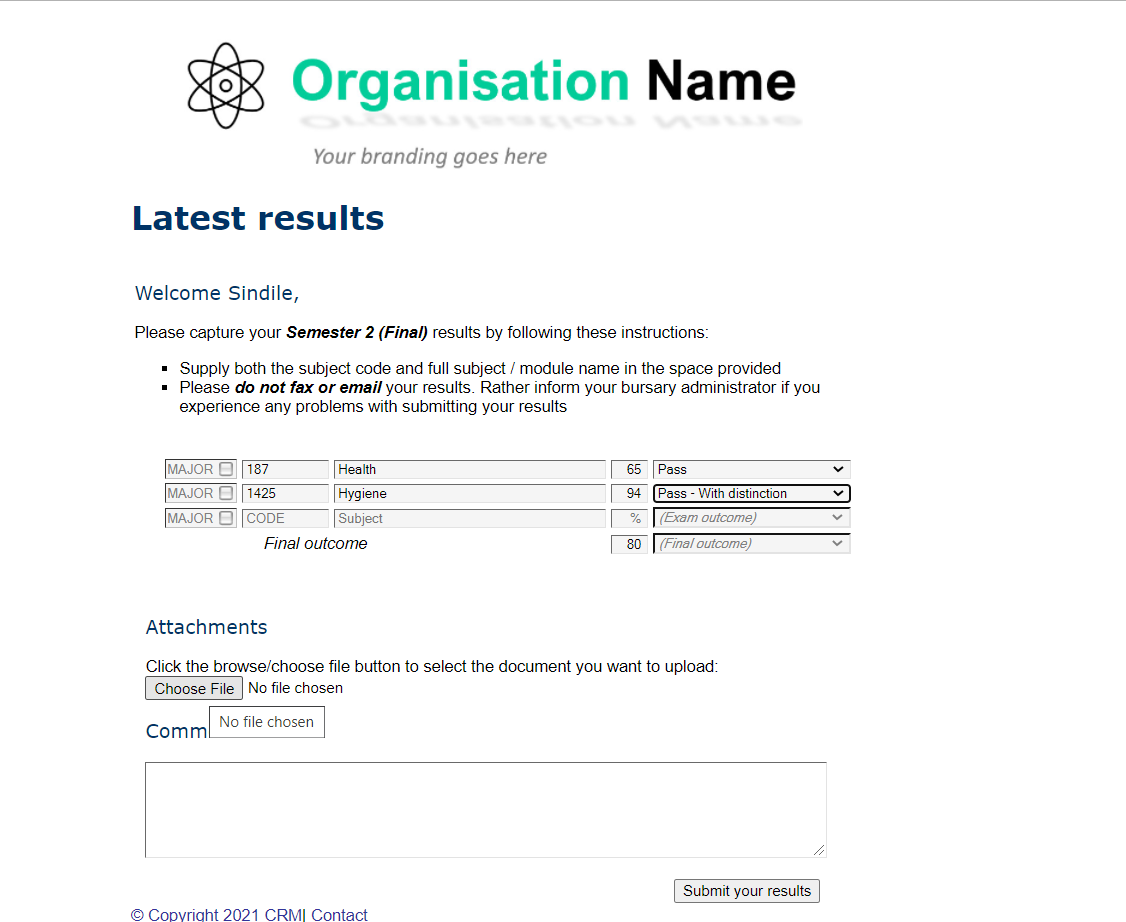 Organisation Name
Your branding goes here
Latest results
Welcome Sindile,
Please capture your Semester 2 (Final) results by following these instructions:
Supply both the subject code and full subject / module name in the space provided
Please do not fax or email your results. Rather inform your bursary administrator if you
experience any problems with submitting your results
MAJOR 187 Health 65 Pass
MAJOR 1425 Hygiene 94 Pass - With distinction
MAJOR CODE Subject % (Exam outcome)
Final outcome 80 (Final outcome)
Attachments
Click the browse/choose file button to select the document you want to upload:
Choose File No file chosen
No file chosen
Comm
Submit your results
© Copyright 2021 CRM| Contact